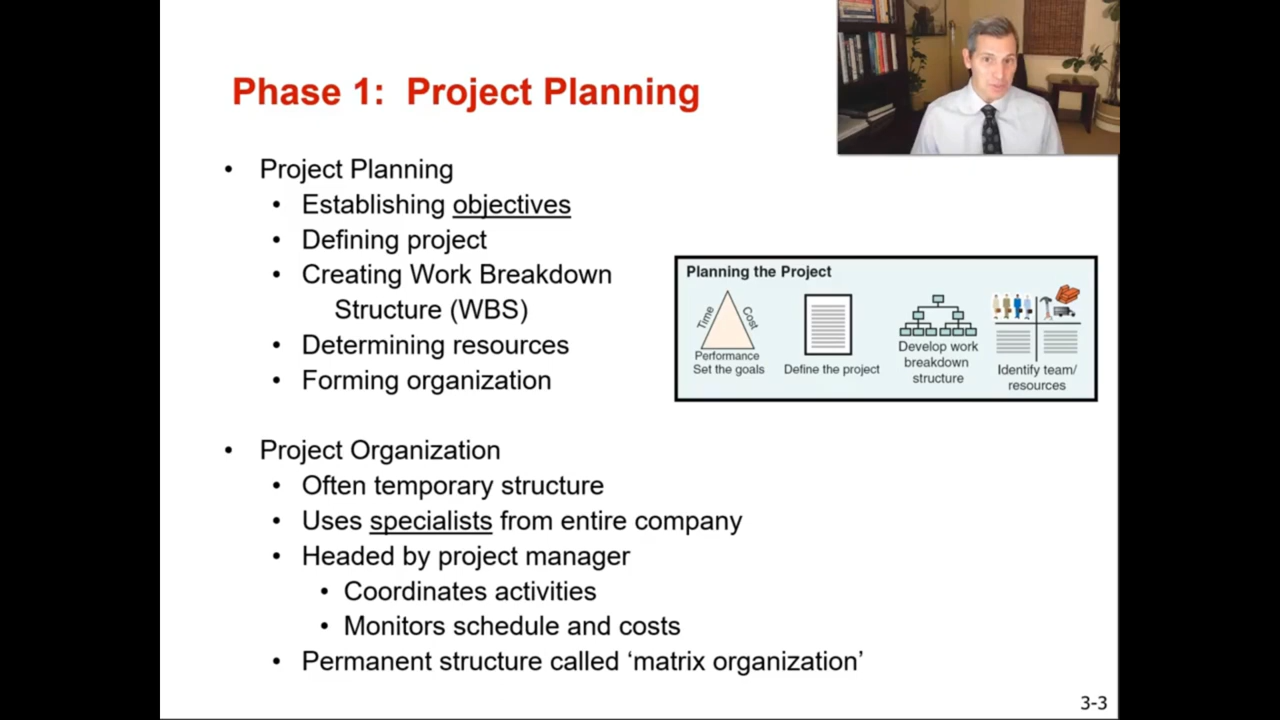 Phase 1: Project Planning
• Project Planning
• Establishing objectives
• Defining project
• Creating Work Breakdown
Structure (WBS)
• Determining resources
• Forming organization
Planning the Project
Time
Cost
Performance
Set the goals
Define the project
Develop work
breakdown
structure
Identify team/
resources
• Project Organization
• Often temporary structure
• Uses specialists from entire company
• Headed by project manager
• Coordinates activities
• Monitors schedule and costs
• Permanent structure called ‘matrix organization’
3-3